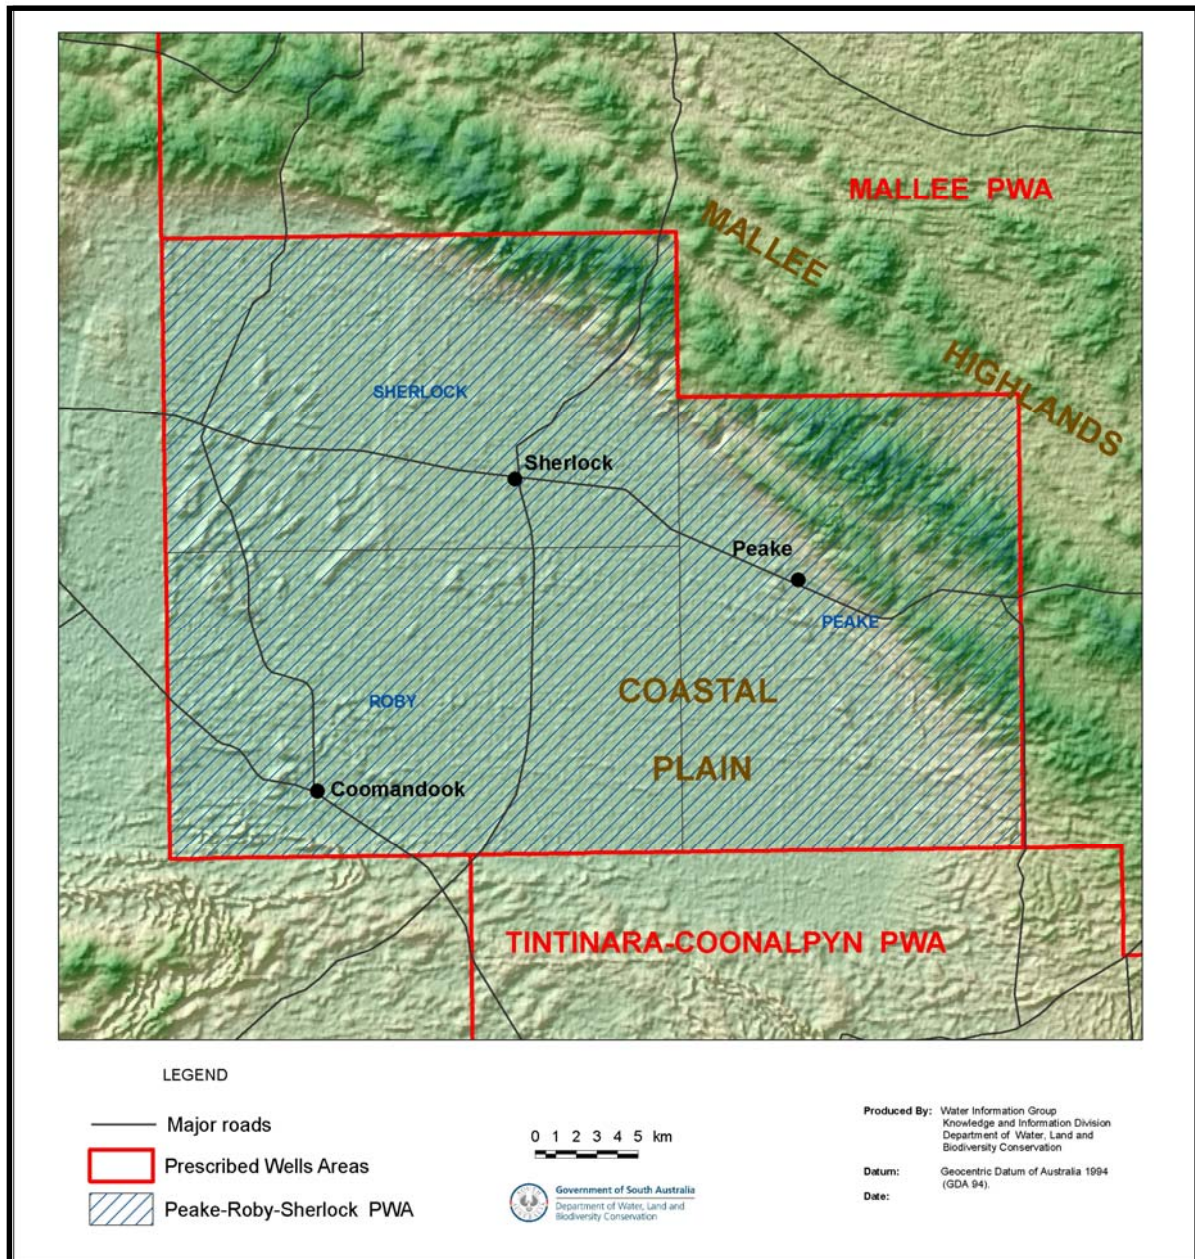 MALLEE PWA
MALLEE
HIGHLANDS
SHERLOCK
Sherlock
Peake
PEAKE
ROBY
COASTAL
PLAIN
Coomandook
TINTINARA-COONALPYN PWA
LEGEND
Major roads
Prescribed Wells Areas
Peake-Roby-Sherlock PWA
0 1 2 3 4 5 km
Government of South Australia
Department of Water, Land and
Biodiversity Conservation
Produced By: Water Information Group
Knowledge and Information Division
Department of Water, Land and
Biodiversity Conservation
Datum: Geocentric Datum of Australia 1994
(GDA 94).
Date: